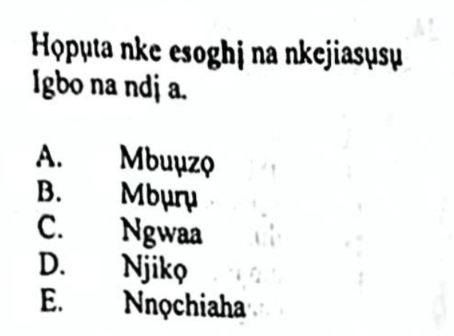 Họpụta nke esoghị na nkejiasụsụ
Igbo na ndị a.
A. Mbuụzọ
B. Mbụrụ
C. Ngwaa
D. Njikọ
E. Nnọchiaha